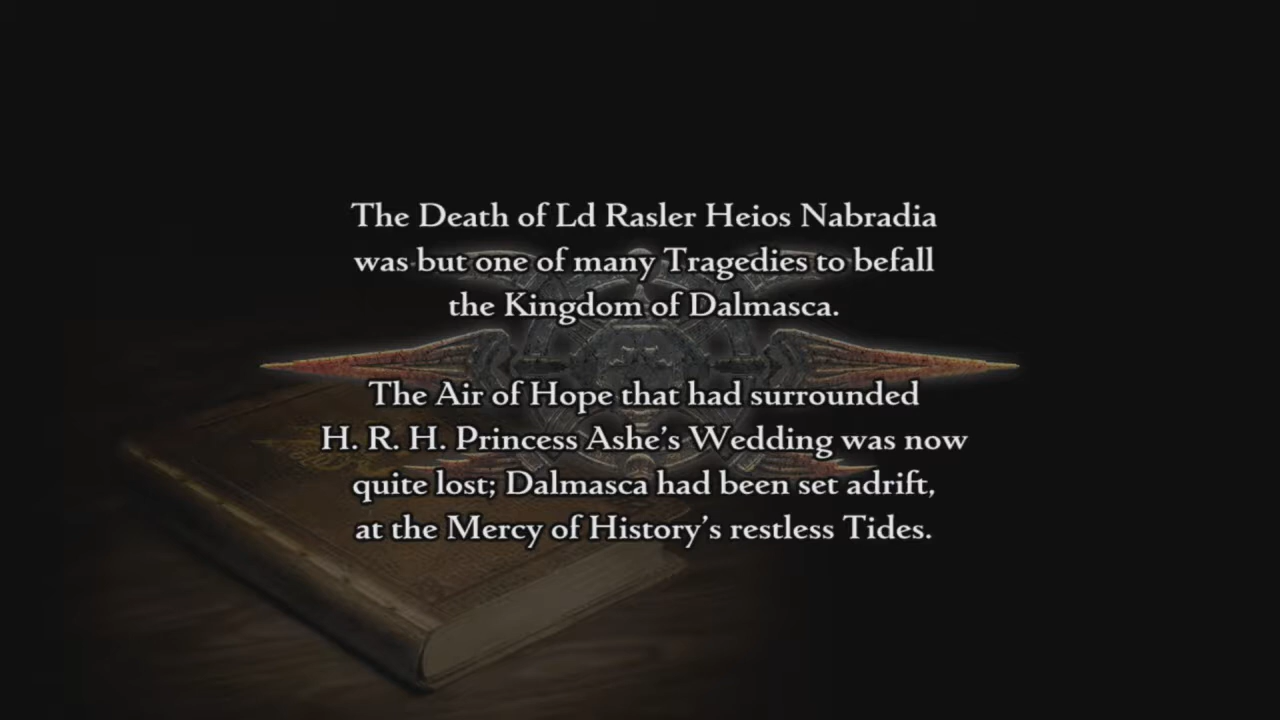 The Death of Ld Rasler Heios Nabradia
was but one of many Tragedies to befall
the Kingdom of Dalmasca.
The Air of Hope that had surrounded
H. R. H. Princess Ashe's Wedding was now
quite lost; Dalmasca had been set adrift,
at the Mercy of History's restless Tides.